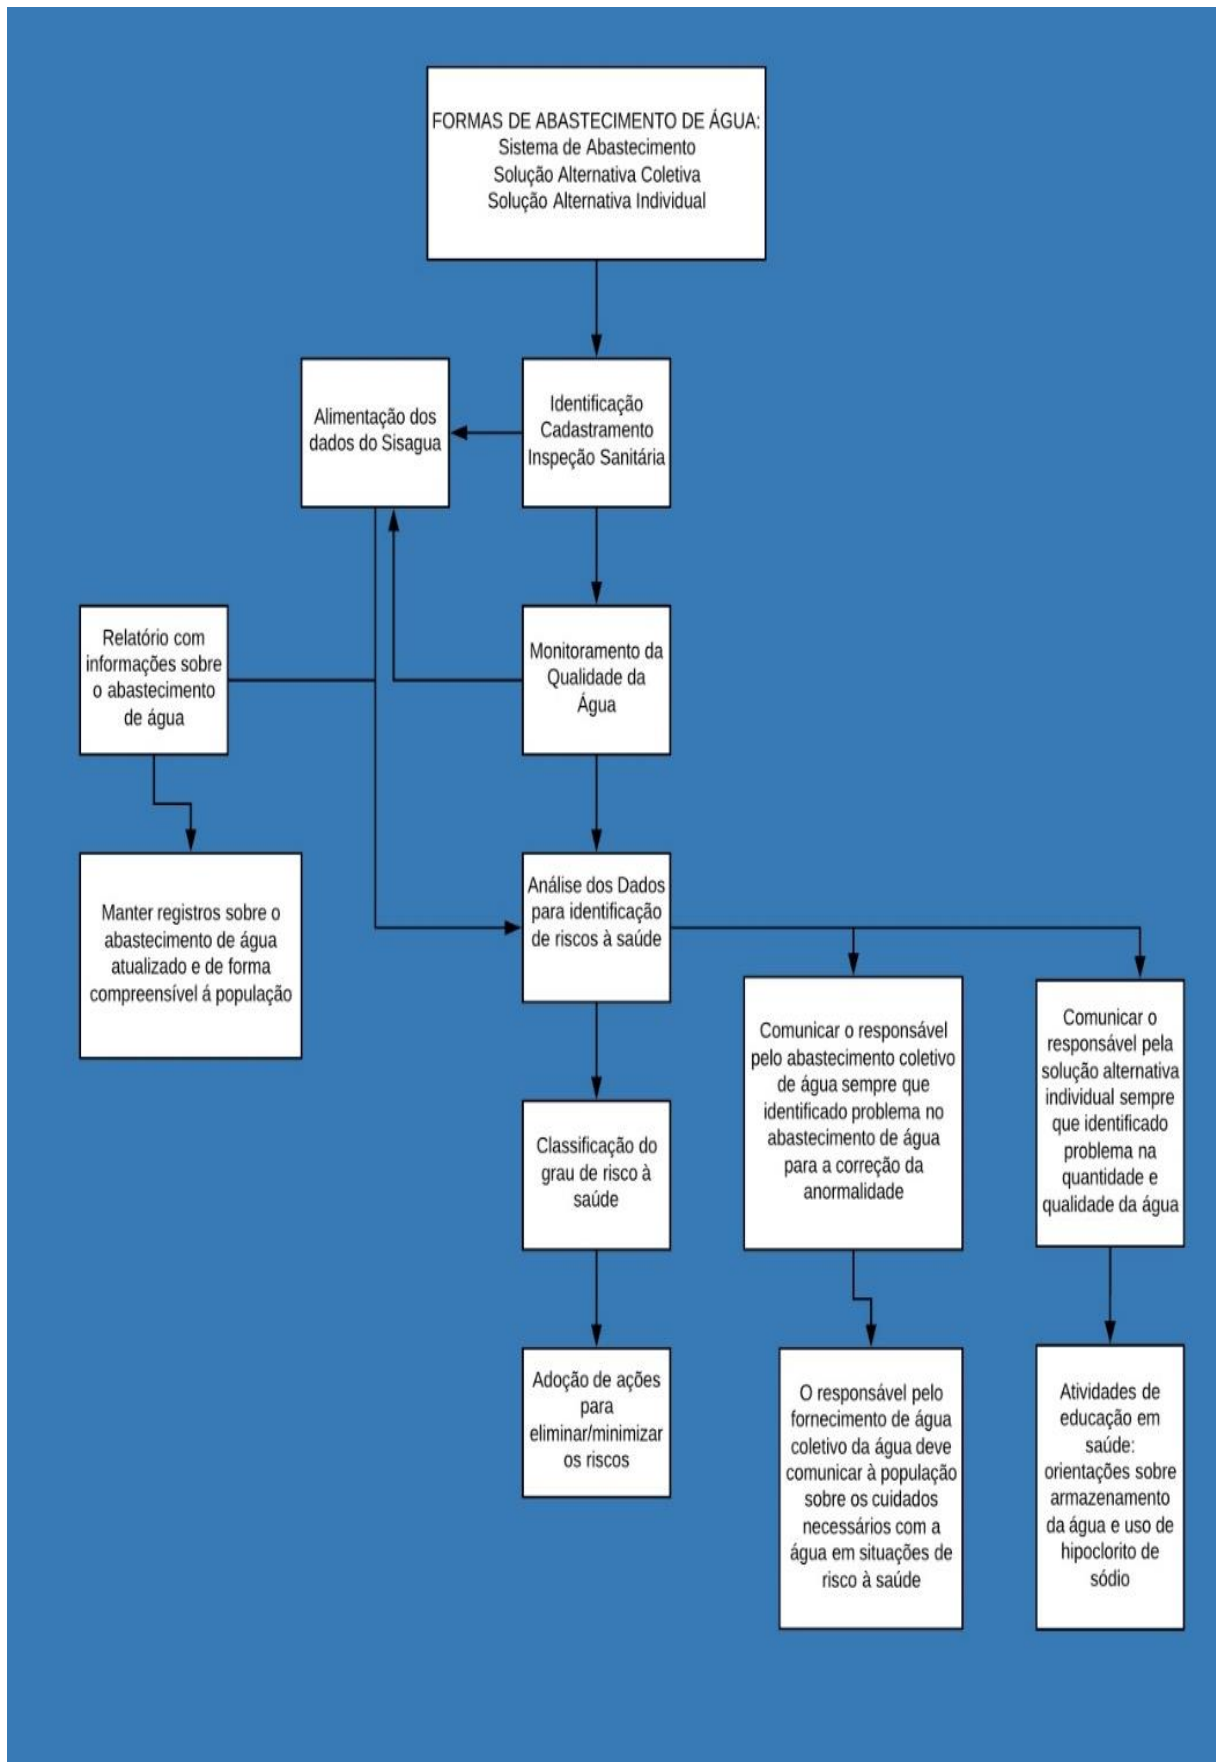 FORMAS DE ABASTECIMENTO DE ÁGUA:
Sistema de Abastecimento
Solução Alternativa Coletiva
Solução Alternativa Individual
Alimentação dos
dados do Sisagua
Identificação
Cadastramento
Inspeção Sanitária
Relatório com
informações sobre
o abastecimento
de água
Monitoramento da
Qualidade da
Água
Manter registros sobre o
abastecimento de água
atualizado e de forma
compreensível á população
Análise dos Dados
para identificação
de riscos à saúde
Comunicar o responsável
pelo abastecimento coletivo
de água sempre que
identificado problema no
abastecimento de água
para a correção da
anormalidade
Comunicar o
responsável pela
solução alternativa
individual sempre
que identificado
problema na
quantidade e
qualidade da água
Classificação do
grau de risco à
saúde
Adoção de ações
para
eliminar/minimizar
os riscos
O responsável pelo
fornecimento de água
coletivo da água deve
comunicar à população
sobre os cuidados
necessários com a
água em situações de
risco à saúde
Atividades de
educação em
saúde:
orientações sobre
armazenamento
da água e uso de
hipoclorito de
sódio